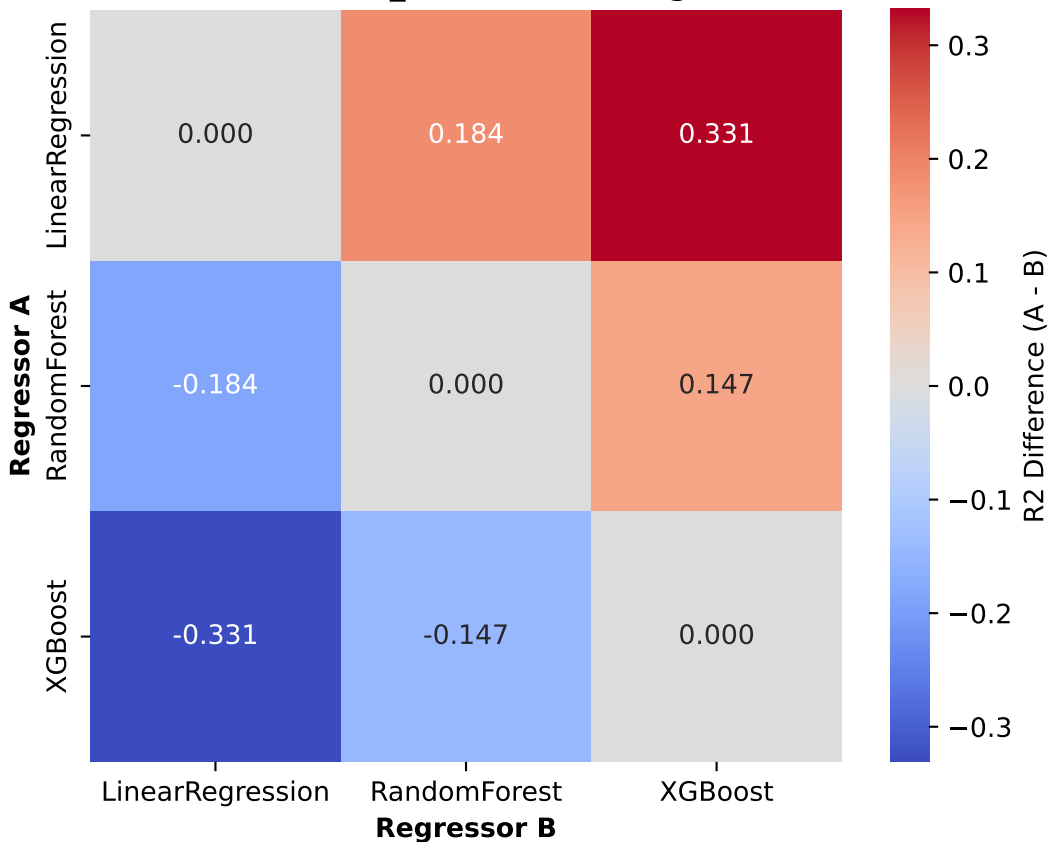 LinearRegression
0.000
0.184
0.331
RandomForest
-0.184
0.000
0.147
XGBoost
-0.331
-0.147
0.000
Regressor A
LinearRegression
RandomForest
XGBoost
Regressor B
0.3
0.2
0.1
0.0
−0.1
−0.2
−0.3
R2 Difference (A - B)